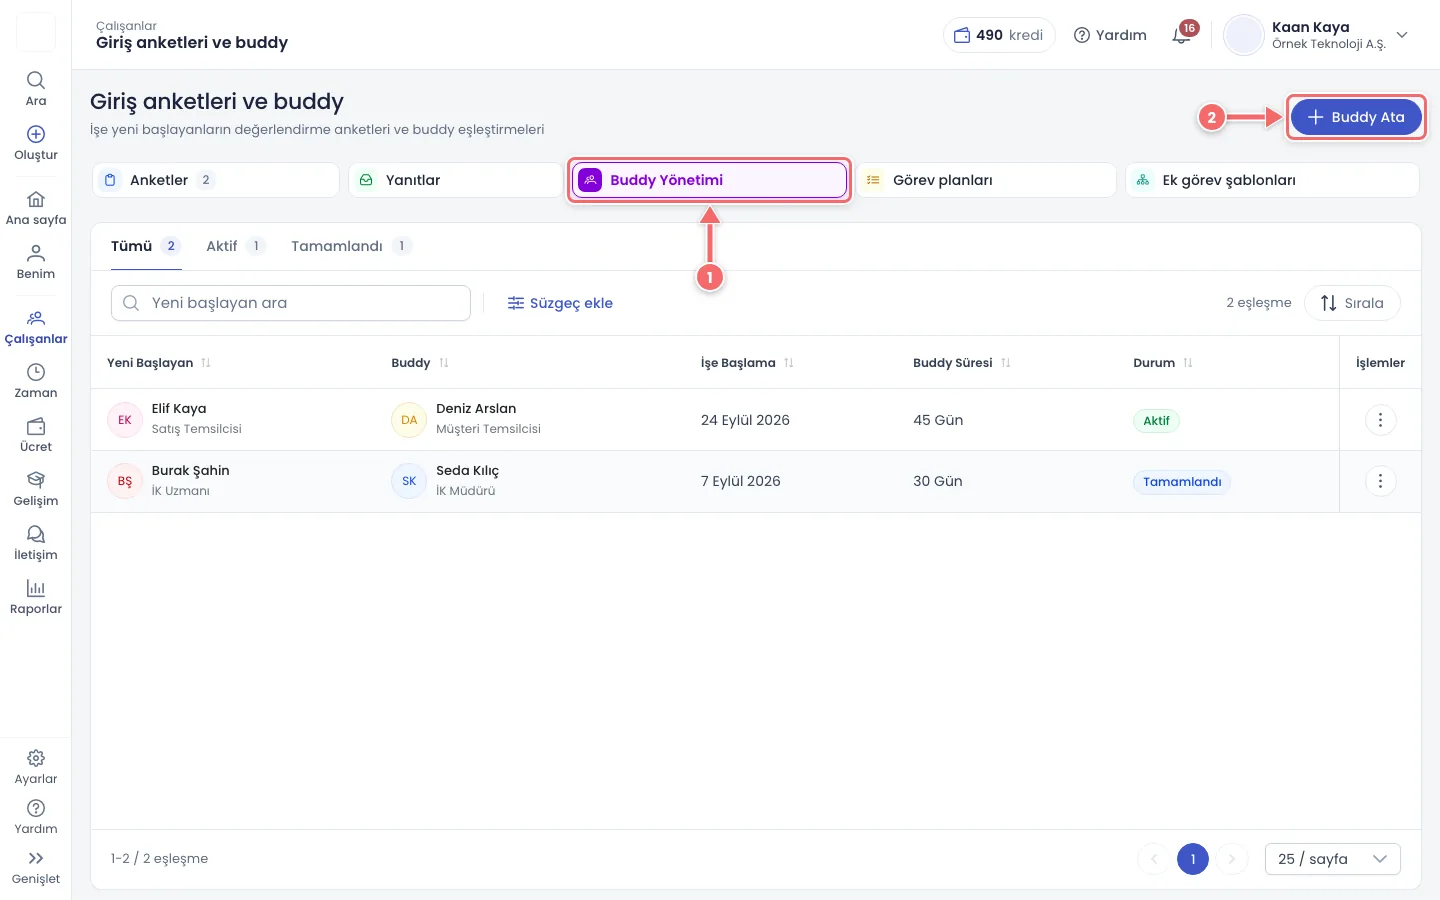 Çalışanlar
Giriş anketleri ve buddy
490 kredi
Yardım
16
Kaan Kaya
Örnek Teknoloji A.Ş.
Ara
Oluştur
Ana sayfa
Benim
Çalışanlar
Zaman
Ücret
Gelişim
İletişim
Raporlar
Ayarlar
Yardım
Genişlet
Giriş anketleri ve buddy
İşe yeni başlayanların değerlendirme anketleri ve buddy eşleştirmeleri
2
Buddy Ata
Anketler 2
Yanıtlar
Buddy Yönetimi
Görev planları
Ek görev şablonları
1
Tümü 2
Aktif 1
Tamamlandı 1
Yeni başlayan ara
Süzgeç ekle
2 eşleşme
Sırala
Yeni Başlayan
Buddy
İşe Başlama
Buddy Süresi
Durum
İşlemler
EK
Elif Kaya
Satış Temsilcisi
DA
Deniz Arslan
Müşteri Temsilcisi
24 Eylül 2026
45 Gün
Aktif
BŞ
Burak Şahin
İK Uzmanı
SK
Seda Kılıç
İK Müdürü
7 Eylül 2026
30 Gün
Tamamlandı
1-2 / 2 eşleşme
1
25 / sayfa